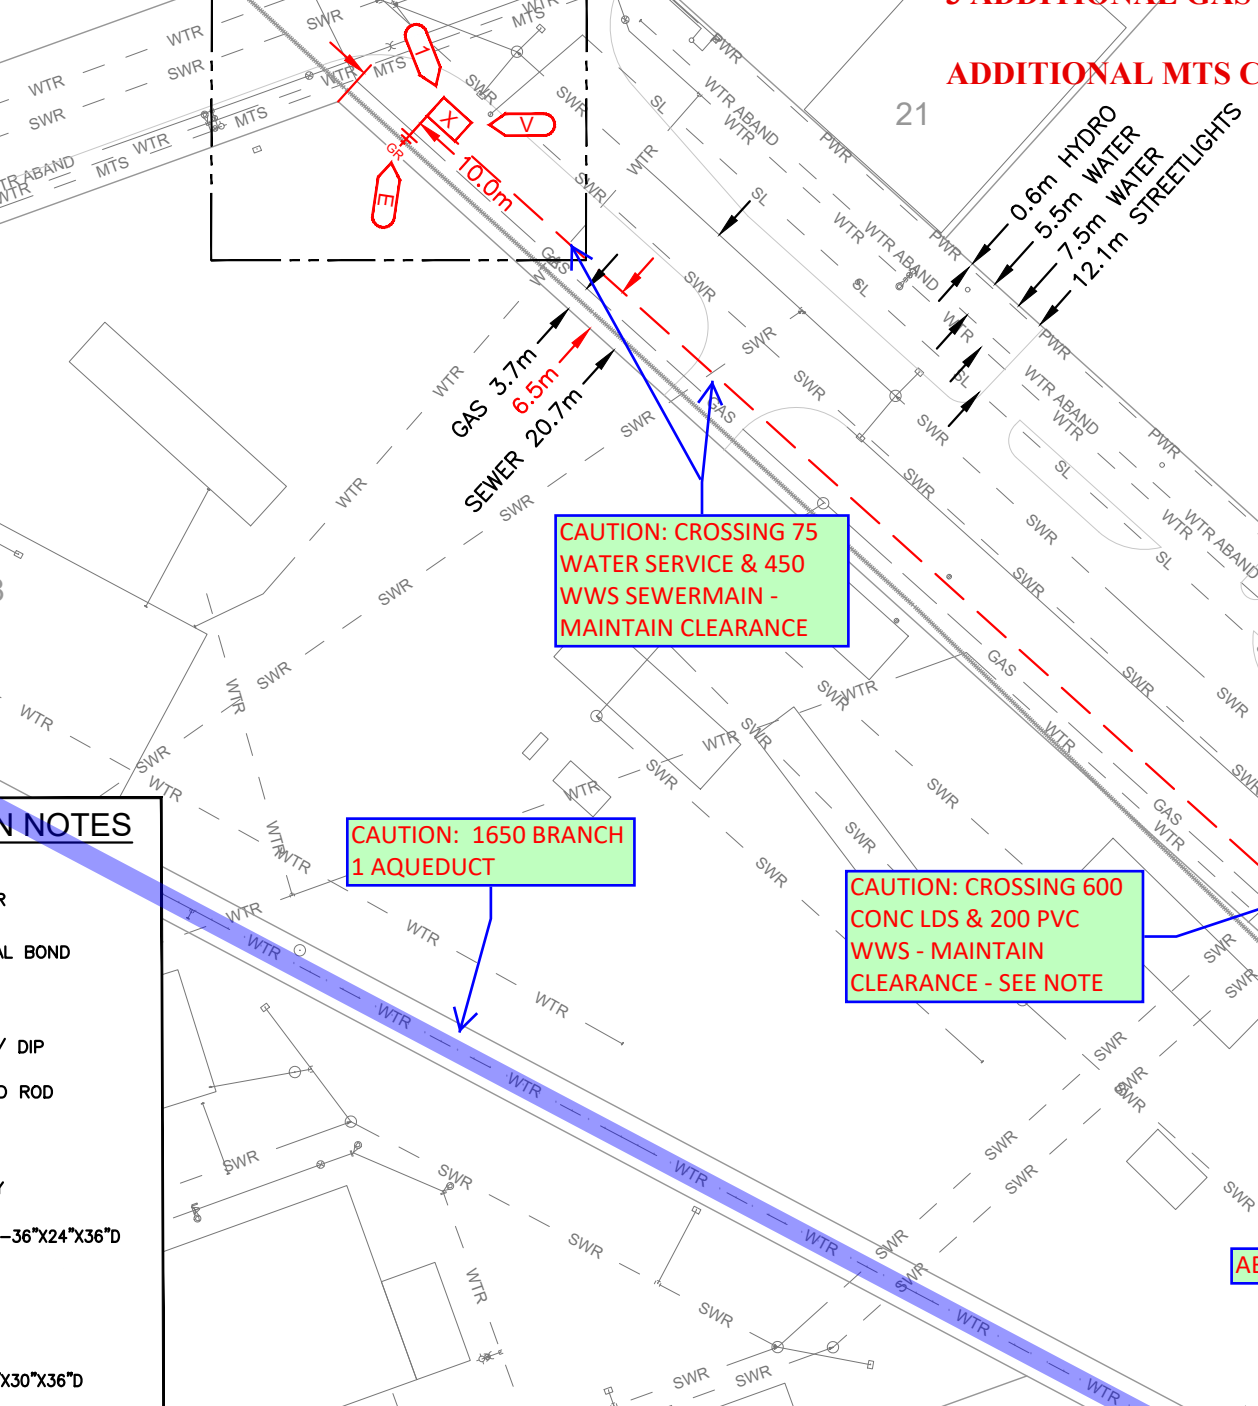 ADDITIONAL GAS
ADDITIONAL MTS C
21
0.6m HYDRO
5.5m WATER
7.5m WATER
12.1m STREETLIGHTS
1
X
V
E
GR
10.0m
GAS 3.7m
6.5m
SEWER 20.7m
CAUTION: CROSSING 75
WATER SERVICE & 450
WWS SEWERMAIN -
MAINTAIN CLEARANCE
CAUTION: 1650 BRANCH
1 AQUEDUCT
CAUTION: CROSSING 600
CONC LDS & 200 PVC
WWS - MAINTAIN
CLEARANCE - SEE NOTE
N NOTES
R
AL BOND
/ DIP
D ROD
Y
-36"X24"X36"D
"X30"X36"D
WTR
SWR
MTS
WTR ABAND
PWR
SL
GAS